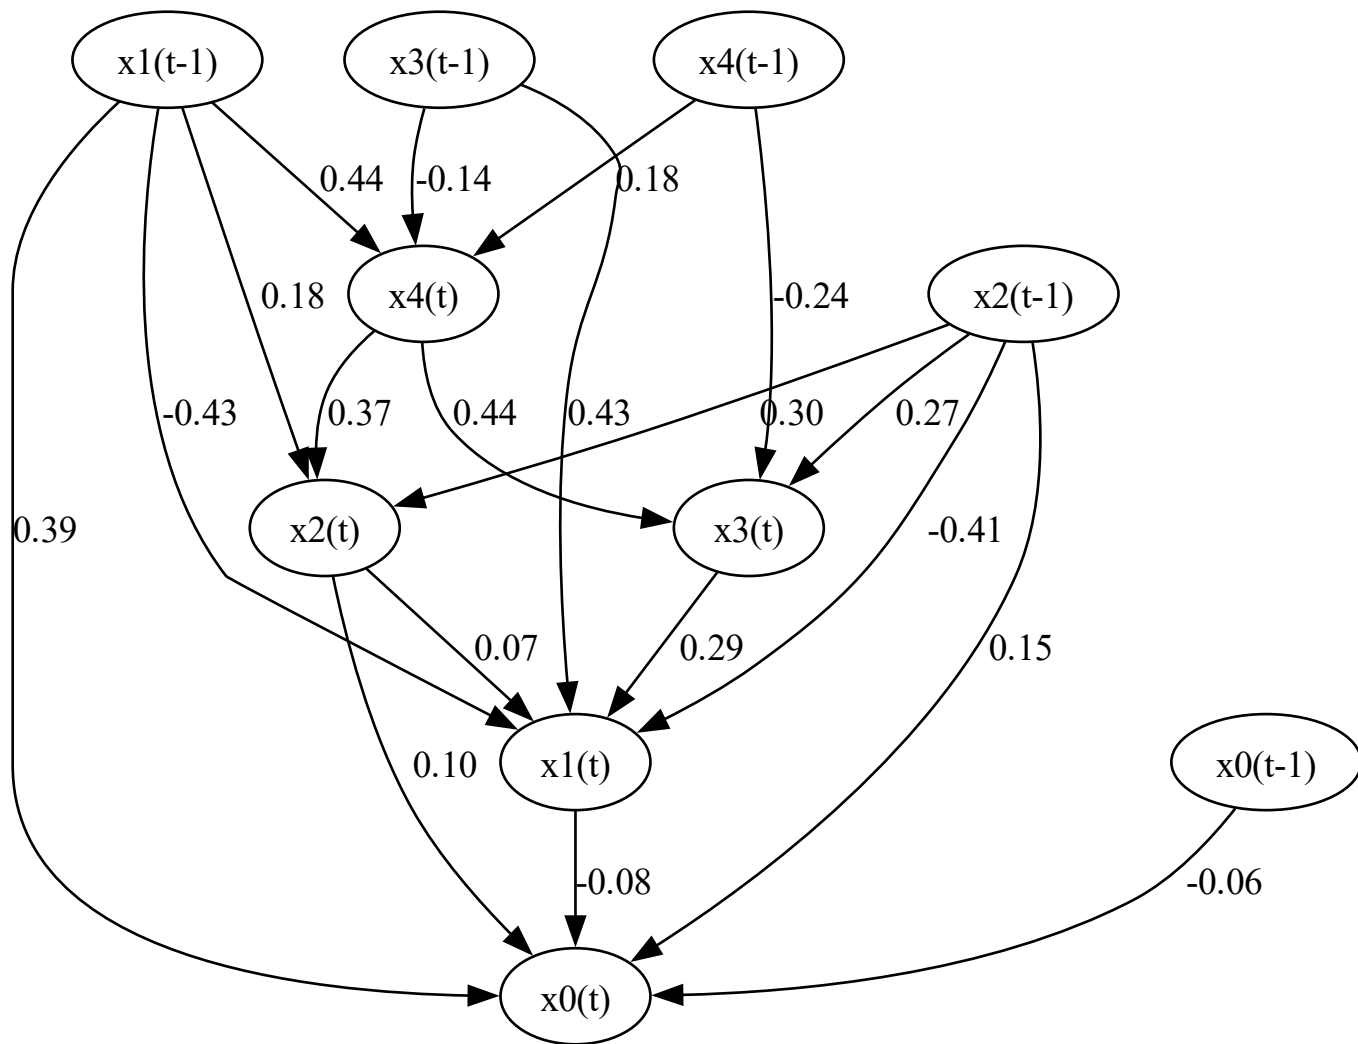 x1(t-1)
x3(t-1)
x4(t-1)
0.44
-0.14
0.18
x4(t)
x2(t-1)
0.18
-0.24
-0.43
0.37
0.44
0.43
0.30
0.27
0.39
x2(t)
x3(t)
-0.41
0.07
0.29
0.15
0.10
x1(t)
x0(t-1)
-0.08
-0.06
x0(t)